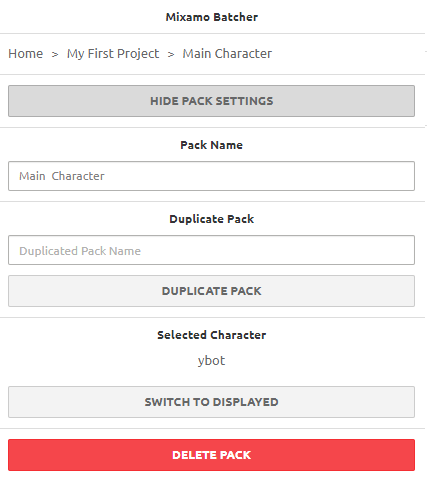 Mixamo Batcher
Home > My First Project > Main Character
HIDE PACK SETTINGS
Pack Name
Main Character
Duplicate Pack
Duplicated Pack Name
DUPLICATE PACK
Selected Character
ybot
SWITCH TO DISPLAYED
DELETE PACK